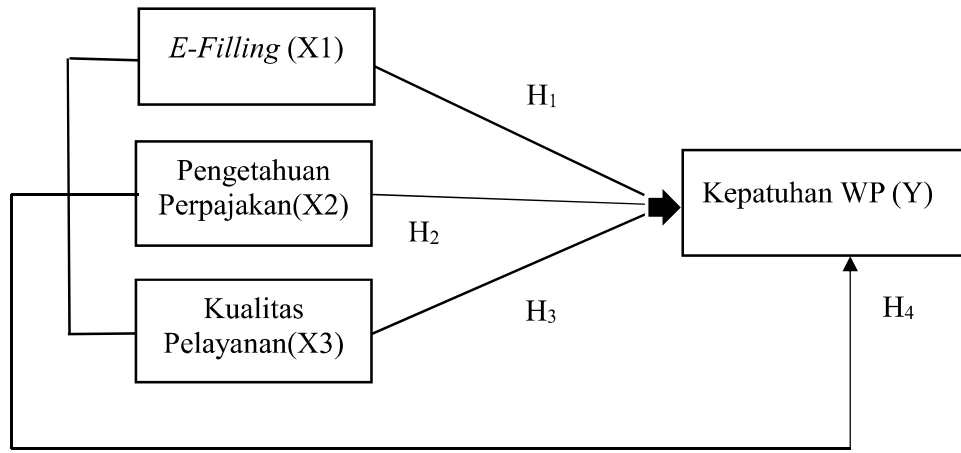 E-Filling (X1)
H₁
Pengetahuan
Perpajakan(X2)
H₂
Kepatuhan WP (Y)
Kualitas
Pelayanan(X3)
H₃
H₄